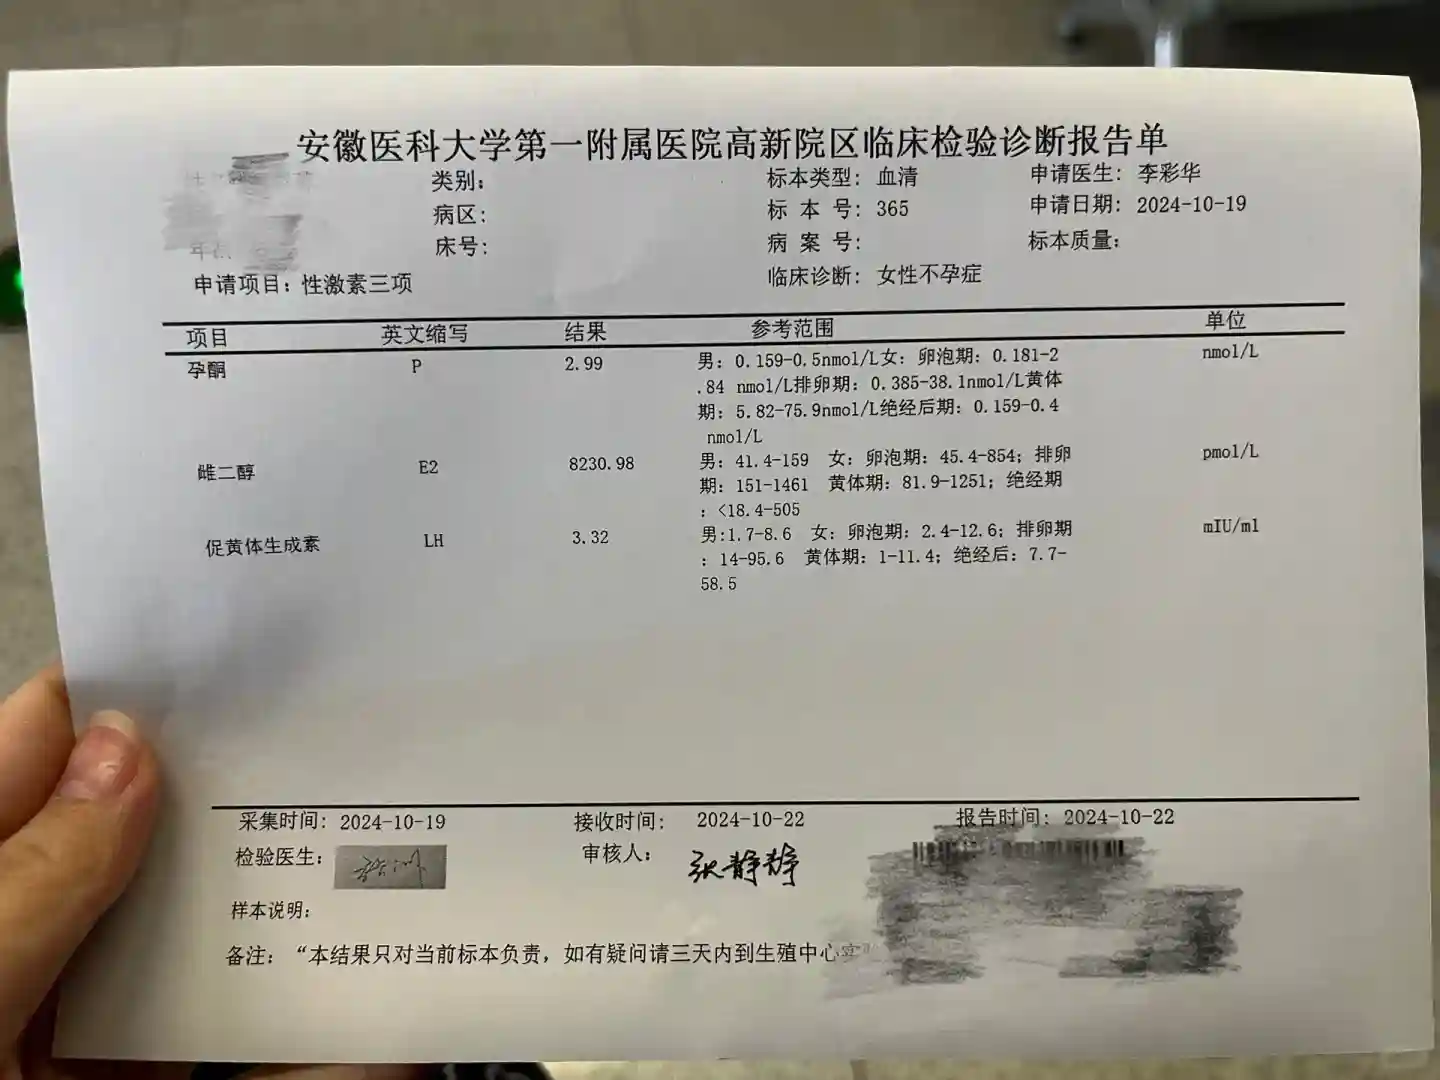 安徽医科大学第一附属医院高新院区临床检验诊断报告单
类别: 标本类型: 血清 申请医生: 李彩华
病区: 标本号: 365 申请日期: 2024-10-19
床号: 病案号: 标本质量:
申请项目: 性激素三项 临床诊断: 女性不孕症
项目 英文缩写 结果 参考范围 单位
孕酮 P 2.99 男: 0.159-0.5nmol/L女: 卵泡期: 0.181-2 nmol/L
.84 nmol/L排卵期: 0.385-38.1nmol/L黄体
期: 5.82-75.9nmol/L绝经后期: 0.159-0.4
nmol/L
雌二醇 E2 8230.98 男: 41.4-159 女: 卵泡期: 45.4-854; 排卵 pmol/L
期: 151-1461 黄体期: 81.9-1251; 绝经期
: <18.4-505
促黄体生成素 LH 3.32 男:1.7-8.6 女: 卵泡期: 2.4-12.6; 排卵期 mIU/ml
: 14-95.6 黄体期: 1-11.4; 绝经后: 7.7-
58.5
采集时间: 2024-10-19 接收时间: 2024-10-22 报告时间: 2024-10-22
检验医生: 审核人: 张静静
样本说明:
备注: “本结果只对当前标本负责, 如有疑问请三天内到生殖中心